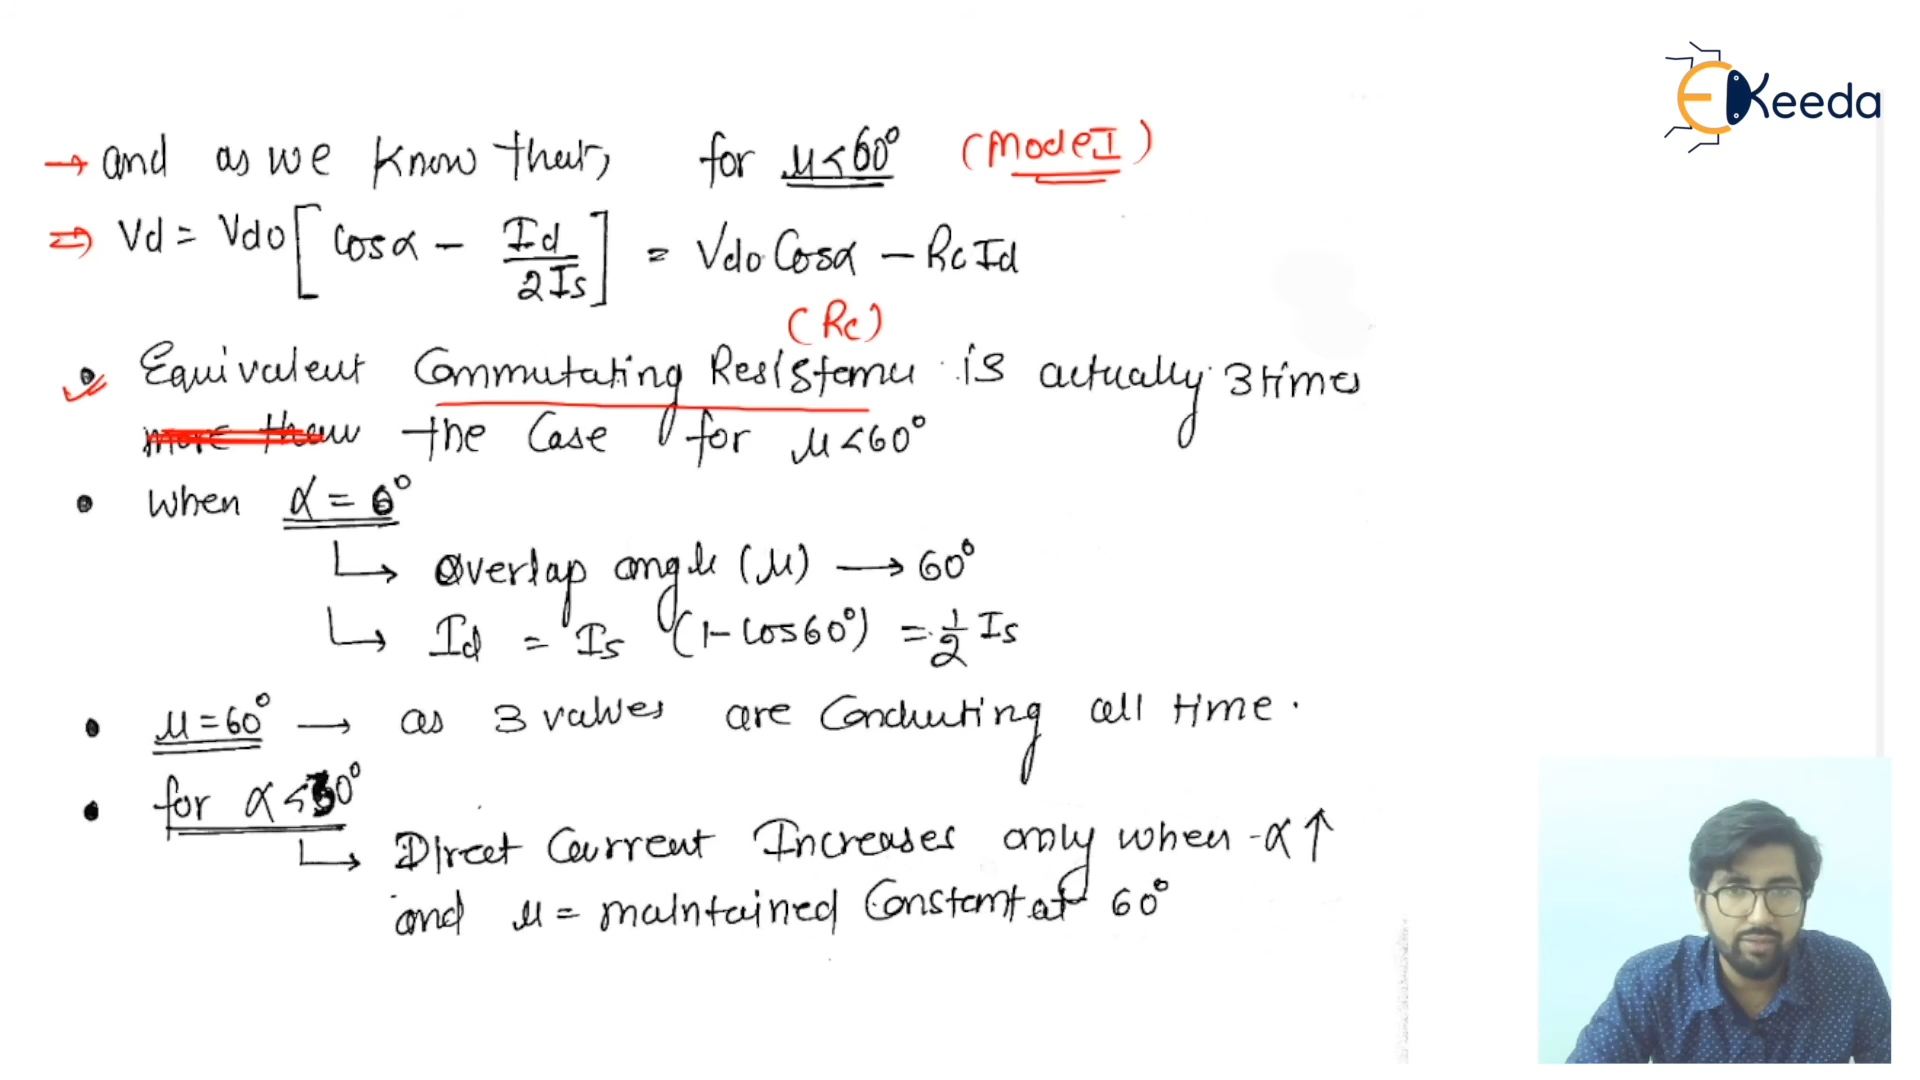 EKeeda
→ and as we know that, for μ<60° (Mode I)
⇒ Vd = Vdo [ cosα − Id/2Is ] = Vdo Cosα − RcId
(Rc)
• Equivalent Commutating Resistance is actually 3 times
more than the Case for μ<60°
• when α = 0°
↳ Overlap angle (μ) → 60°
↳ Id = Is (1-cos60°) = 1/2 Is
• μ=60° → as 3 valves are Conducting all time.
• for α<30°
↳ Direct Current Increases only when α↑
and μ = maintained Constant at 60°